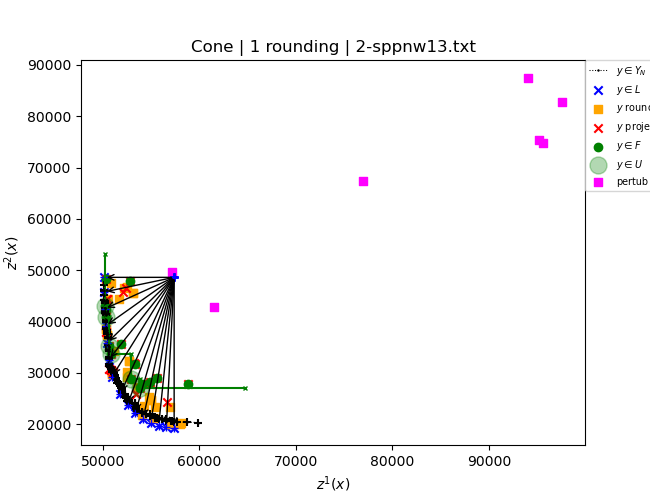 Cone | 1 rounding | 2-sppnw13.txt
90000
80000
70000
60000
50000
40000
30000
20000
z²(x)
50000 60000 70000 80000 90000
z¹(x)
y ∈ Y_N
y ∈ L
y roun
y proje
y ∈ F
y ∈ U
pertub